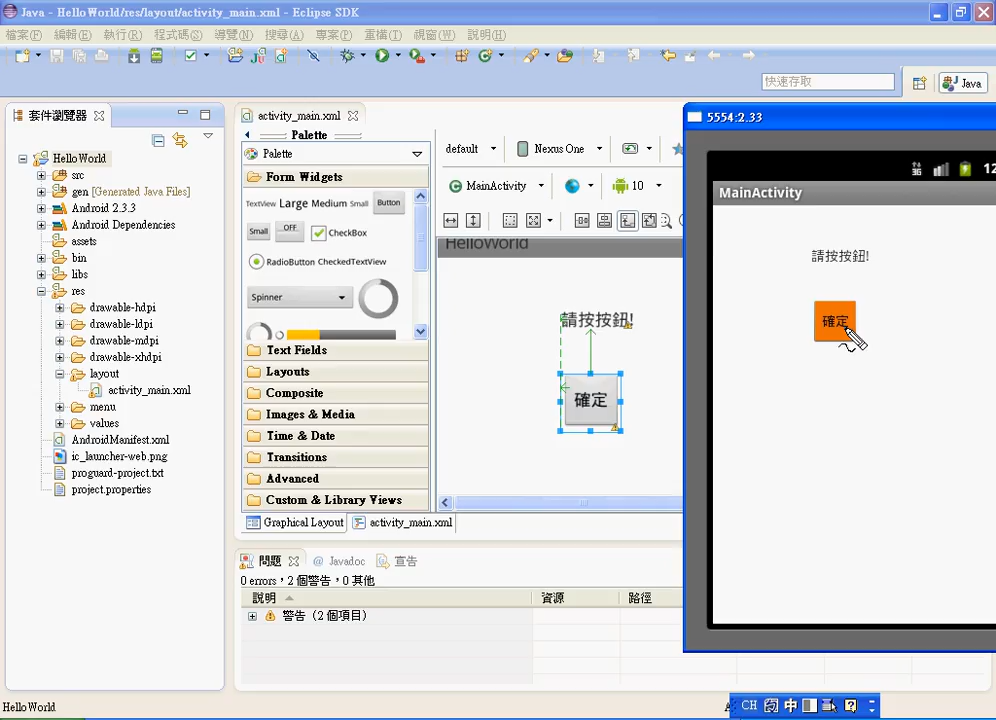 Java - HelloWorld/res/layout/activity_main.xml - Eclipse SDK
檔案(F) 編輯(E) 執行(R) 程式碼(S) 導覽(N) 搜尋(A) 專案(P) 重構(T) 視窗(W) 說明(H)
快速存取
Java
套件瀏覽器
HelloWorld
src
gen [Generated Java Files]
Android 2.3.3
Android Dependencies
assets
bin
libs
res
drawable-hdpi
drawable-ldpi
drawable-mdpi
drawable-xhdpi
layout
activity_main.xml
menu
values
AndroidManifest.xml
ic_launcher-web.png
proguard-project.txt
project.properties
activity_main.xml
Palette
Palette
Form Widgets
TextView Large Medium Small Button
Small OFF CheckBox
RadioButton CheckedTextView
Spinner
Text Fields
Layouts
Composite
Images & Media
Time & Date
Transitions
Advanced
Custom & Library Views
default Nexus One
MainActivity 10
HelloWorld
請按按鈕!
確定
Graphical Layout activity_main.xml
問題 @ Javadoc 宣告
0 errors，2 個警告，0 其他
說明 資源 路徑
警告（2 個項目）
5554:2.33
12
MainActivity
請按按鈕!
確定
HelloWorld
CH 中